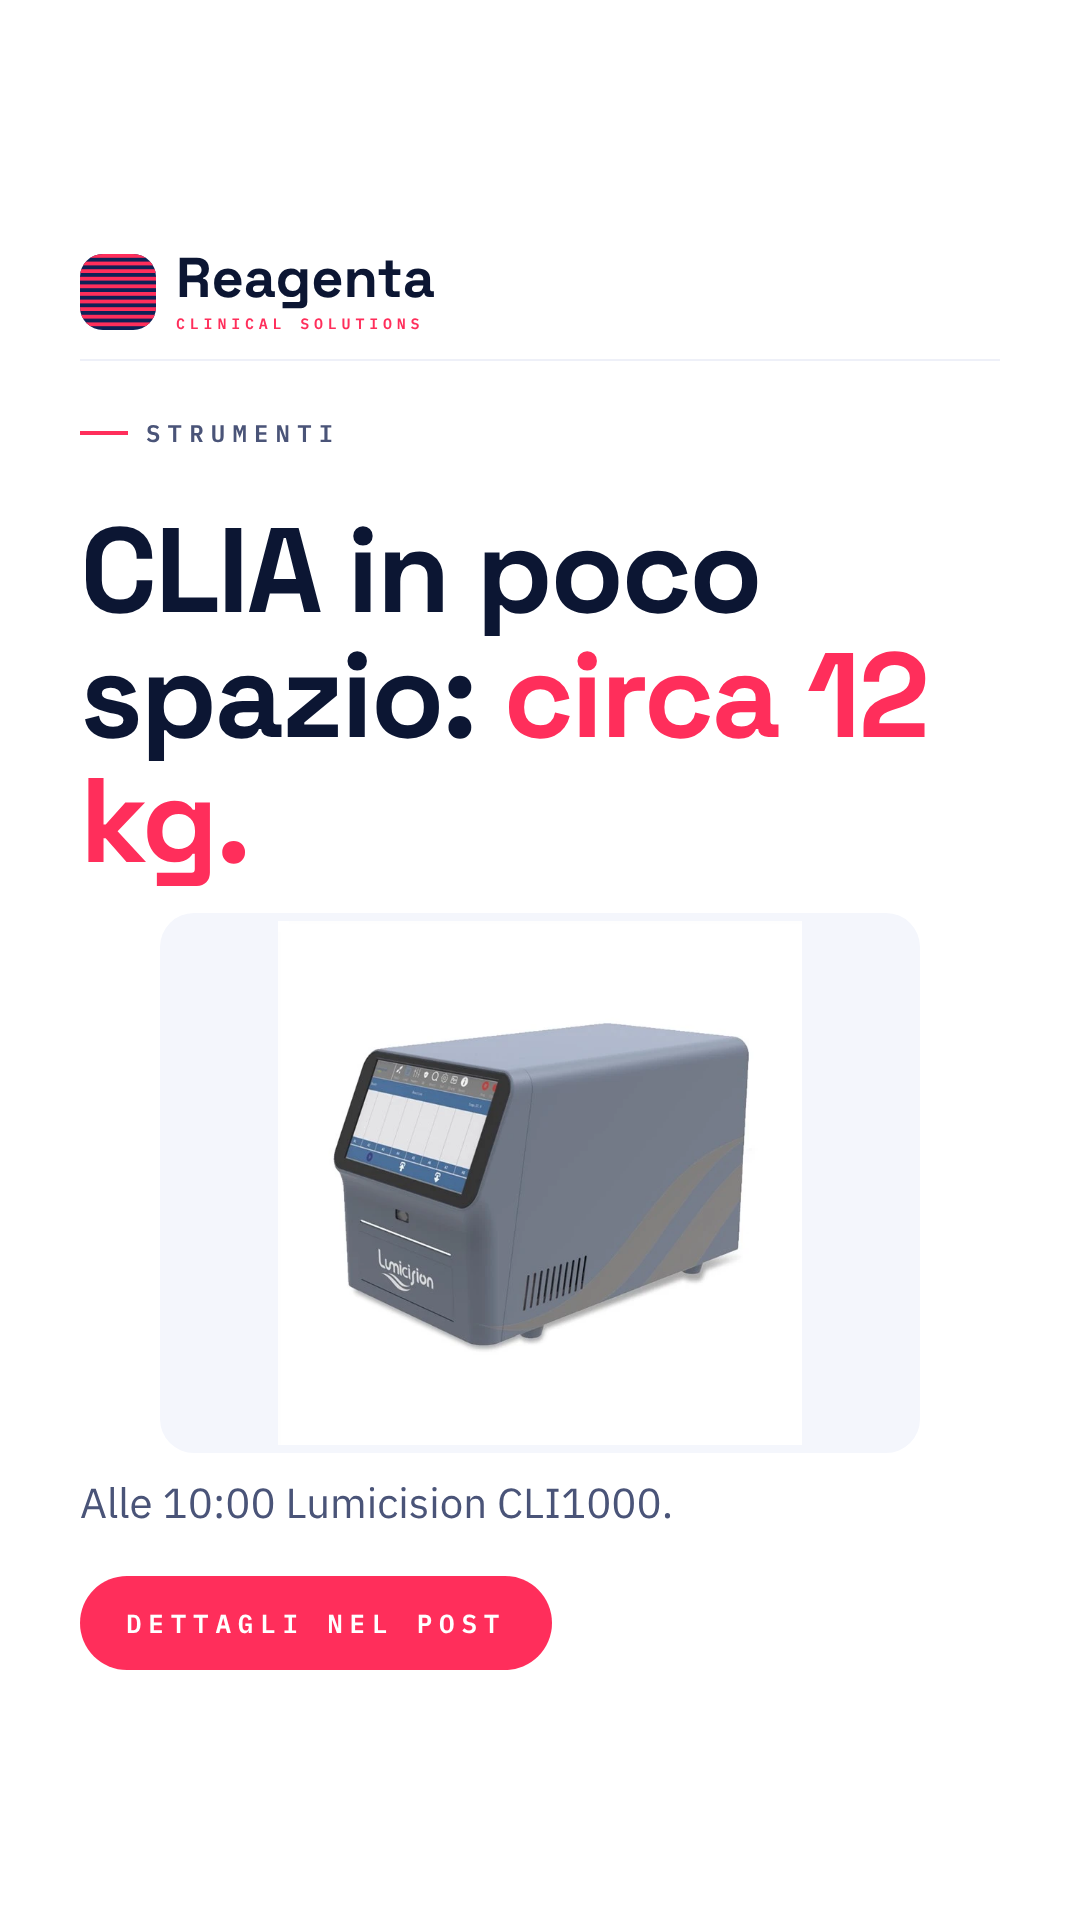 Reagenta
CLINICAL SOLUTIONS
STRUMENTI
CLIA in poco
spazio: circa 12
kg.
Lumicision
Alle 10:00 Lumicision CLI1000.
DETTAGLI NEL POST